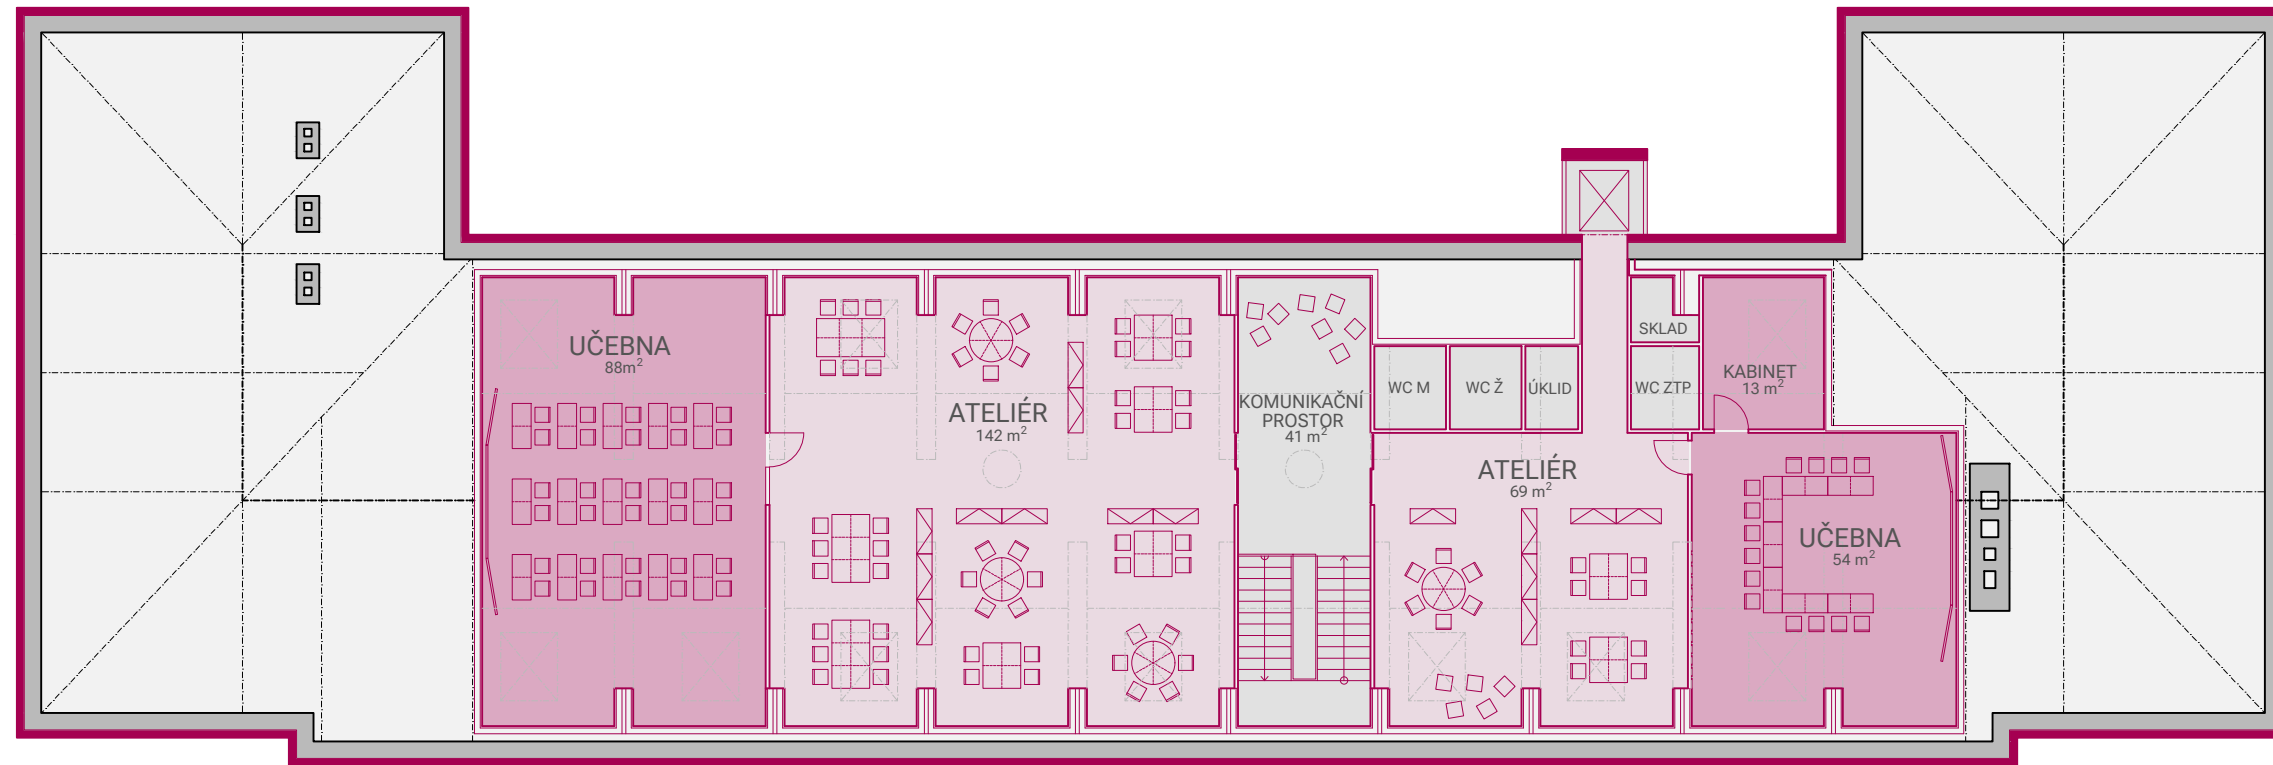 UČEBNA
88m²
ATELIÉR
142 m²
KOMUNIKAČNÍ
PROSTOR
41 m²
WC M
WC Ž
ÚKLID
SKLAD
WC ZTP
KABINET
13 m²
ATELIÉR
69 m²
UČEBNA
54 m²